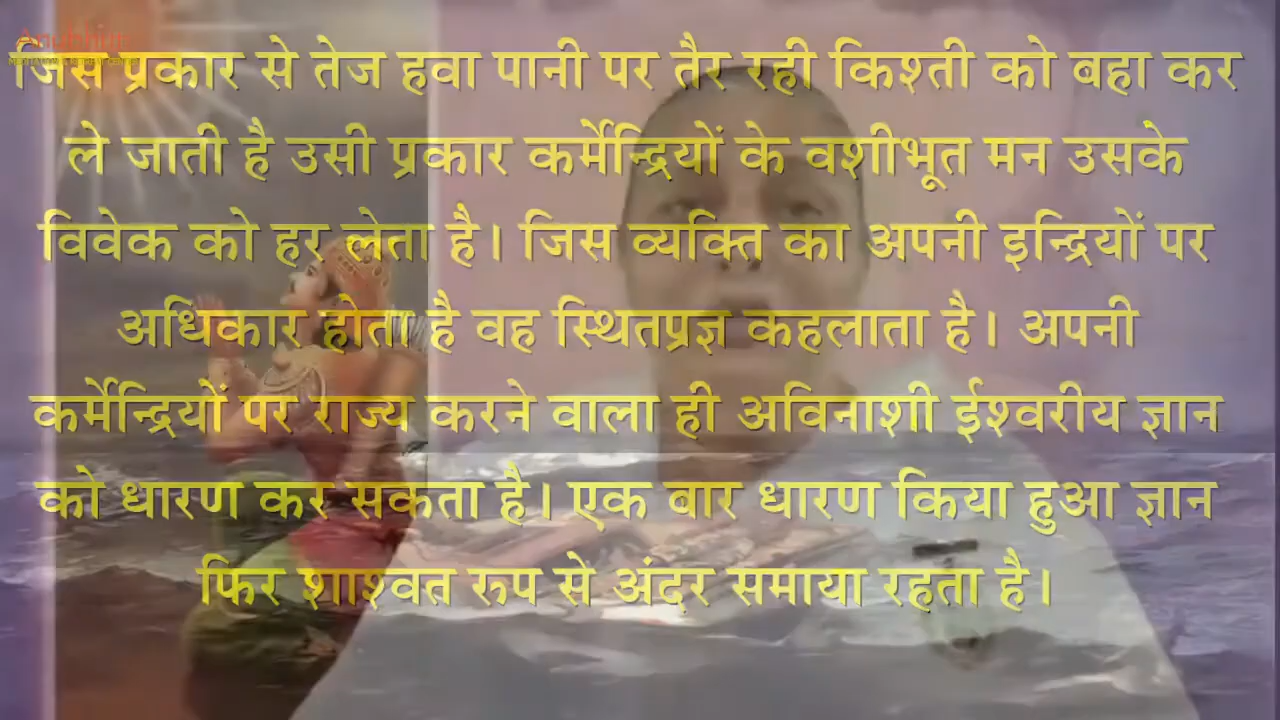 Anubhuti
जिस प्रकार से तेज हवा पानी पर तैर रही किश्ती को बहा कर
ले जाती है उसी प्रकार कर्मेन्द्रियों के वशीभूत मन उसके
विवेक को हर लेता है। जिस व्यक्ति का अपनी इन्द्रियों पर
अधिकार होता है वह स्थितप्रज्ञ कहलाता है। अपनी
कर्मेन्द्रियों पर राज्य करने वाला ही अविनाशी ईश्वरीय ज्ञान
को धारण कर सकता है। एक बार धारण किया हुआ ज्ञान
फिर शाश्वत रूप से अंदर समाया रहता है।